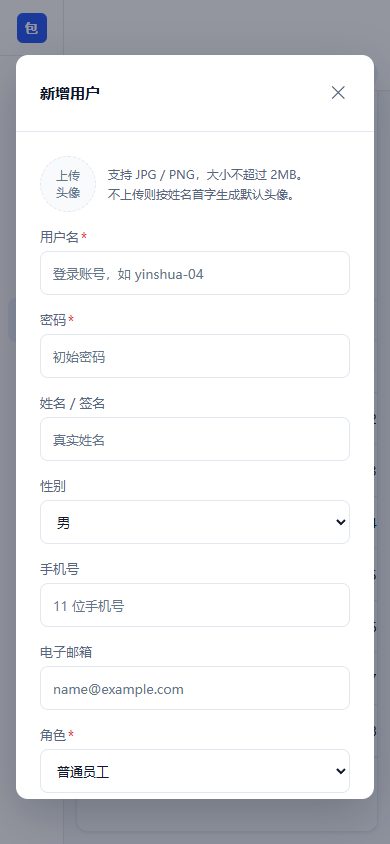 包
新增用户
上传
头像
支持 JPG / PNG，大小不超过 2MB。
不上传则按姓名首字生成默认头像。
用户名*
登录账号，如 yinshua-04
密码*
初始密码
姓名 / 签名
真实姓名
性别
男
手机号
11 位手机号
电子邮箱
name@example.com
角色*
普通员工